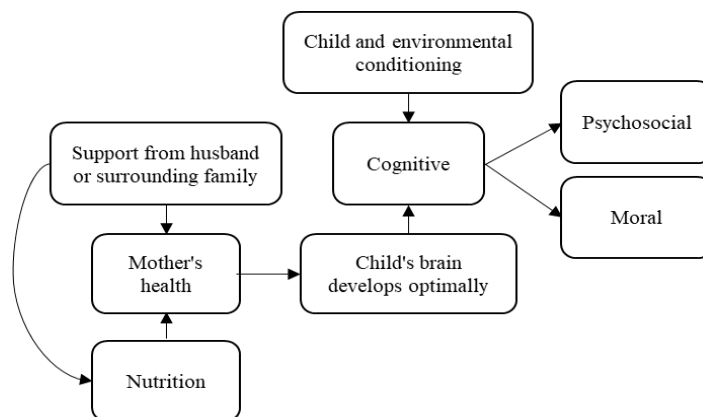 Child and environmental
conditioning
Psychosocial
Support from husband
or surrounding family
Cognitive
Moral
Mother's
health
Child's brain
develops optimally
Nutrition